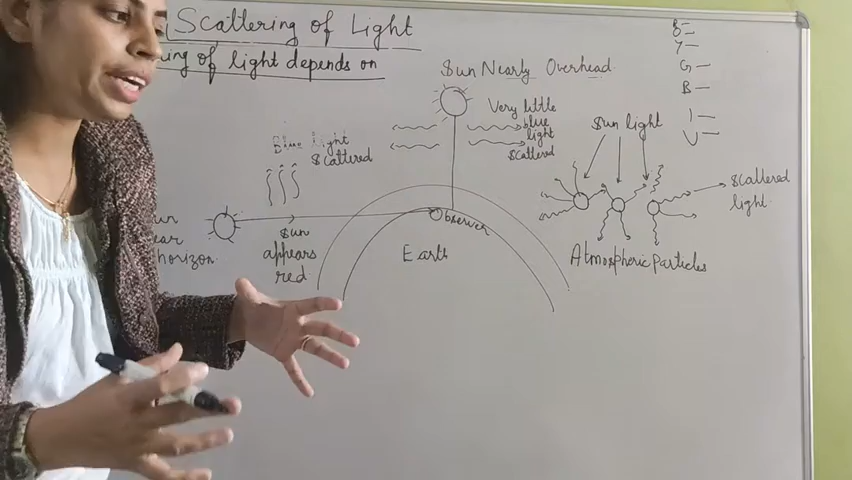 Scattering of Light
ing of light depends on
Sun Nearly Overhead
Very little
blue
light
scattered
light
scattered
Sun
appears
red
horizon
Observer
Earth
Sun light
scattered
light
Atmospheric Particles
Y —
G —
B —
I —
V —